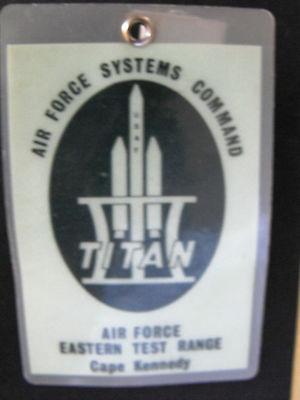 AIR FORCE SYSTEMS COMMAND
USAF
TITAN
AIR FORCE
EASTERN TEST RANGE
Cape Kennedy